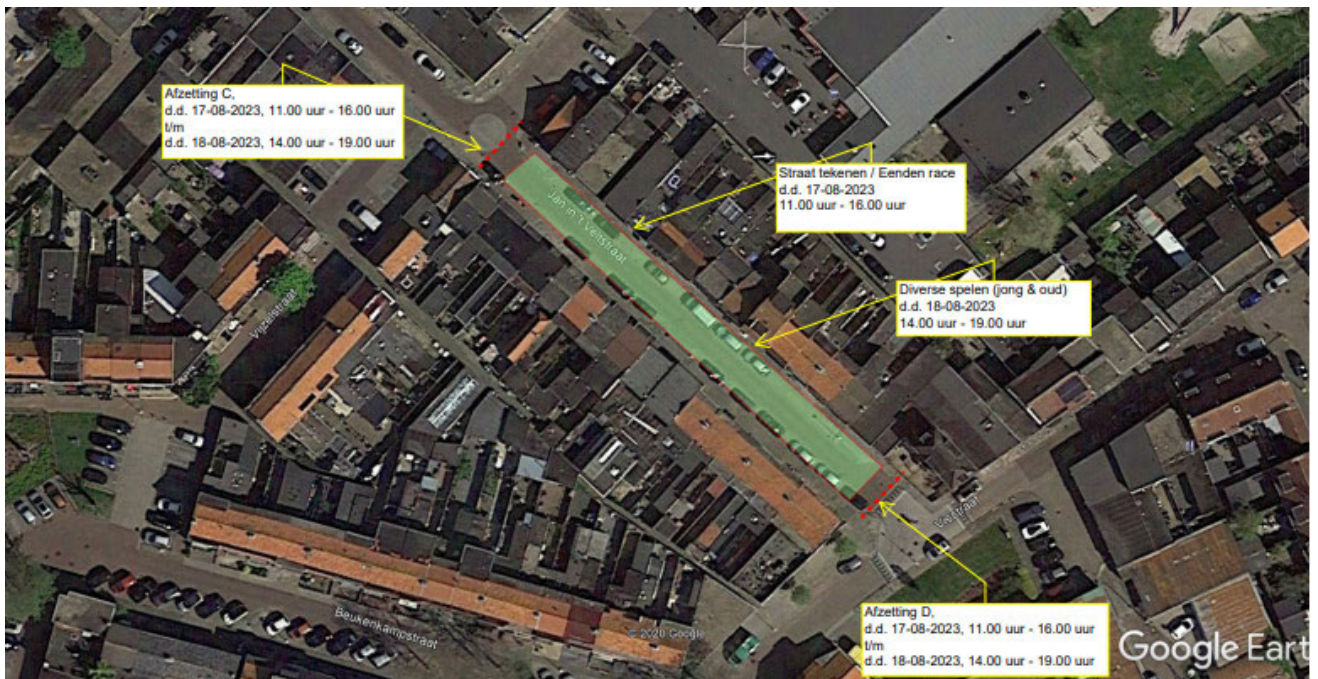 Afzetting C,
d.d. 17-08-2023, 11.00 uur - 16.00 uur
t/m
d.d. 18-08-2023, 14.00 uur - 19.00 uur
Straat tekenen / Eenden race
d.d. 17-08-2023
11.00 uur - 16.00 uur
Jan in 't Veltstraat
Diverse spelen (jong & oud)
d.d. 18-08-2023
14.00 uur - 19.00 uur
Vijzelstraat
Vlietstraat
Beukenkampstraat
© 2020 Google
Afzetting D,
d.d. 17-08-2023, 11.00 uur - 16.00 uur
t/m
d.d. 18-08-2023, 14.00 uur - 19.00 uur
Google Eart